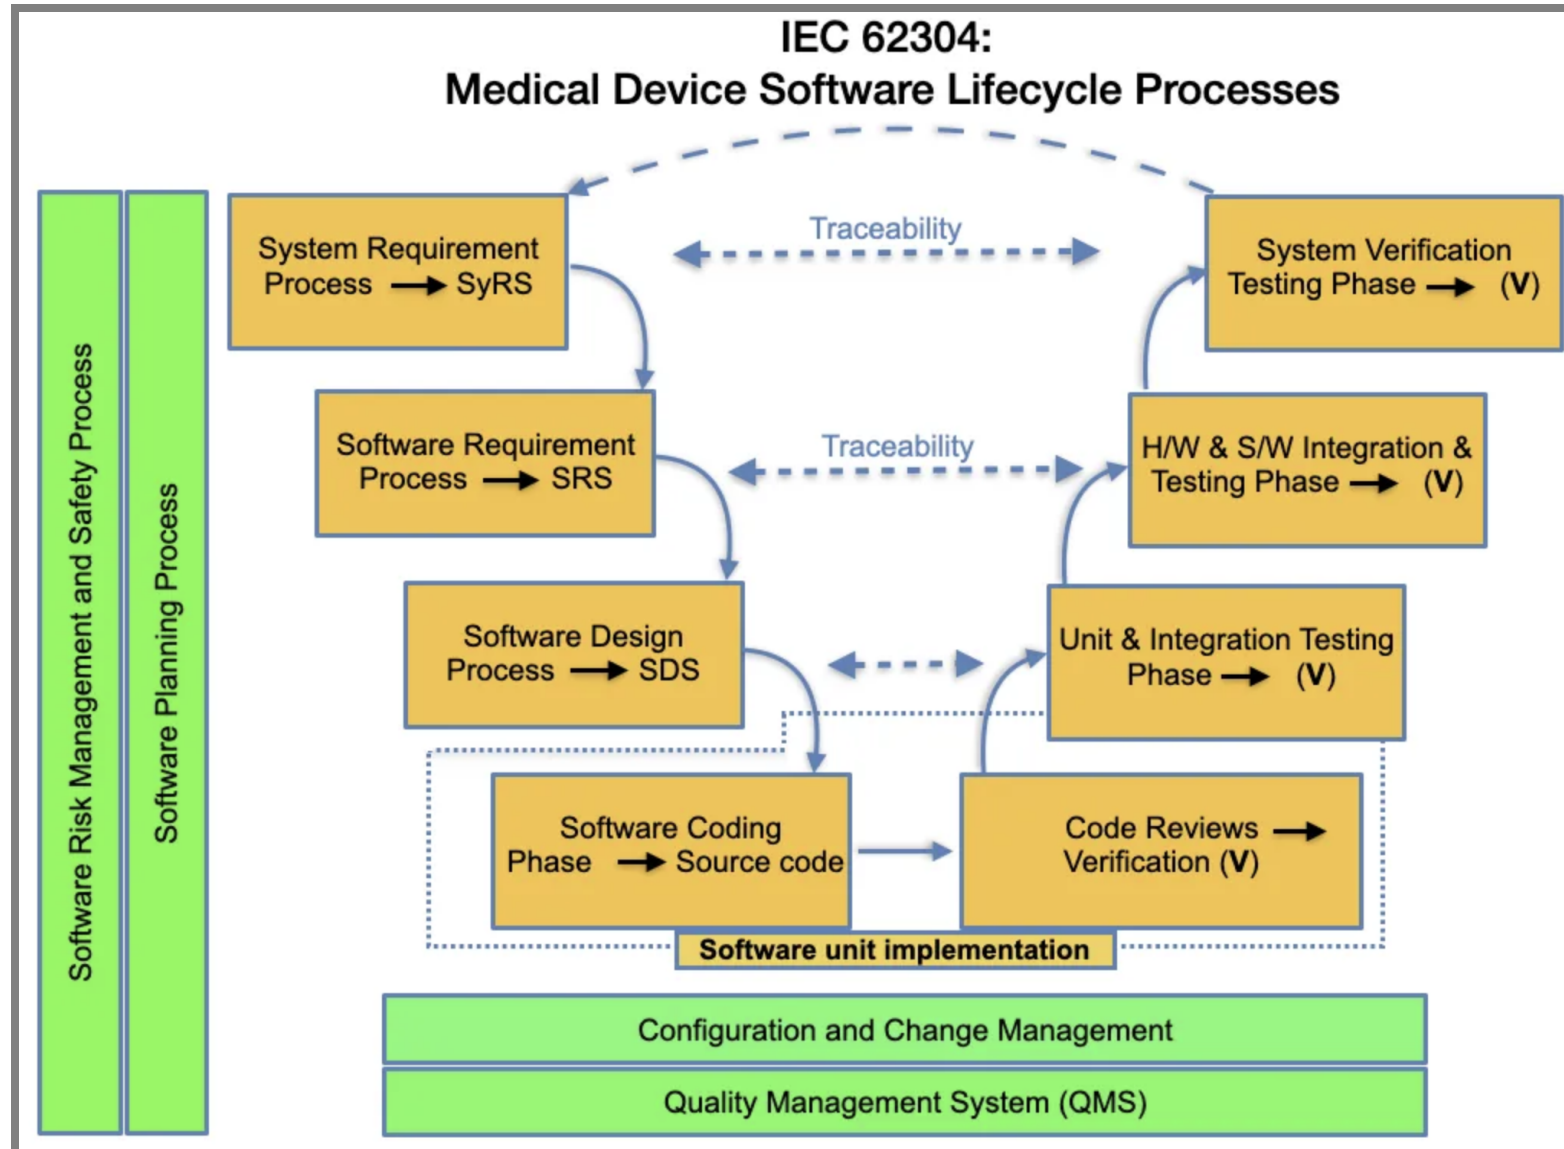 IEC 62304:
Medical Device Software Lifecycle Processes
Software Risk Management and Safety Process
Software Planning Process
System Requirement
Process → SyRS
Traceability
System Verification
Testing Phase → (V)
Software Requirement
Process → SRS
Traceability
H/W & S/W Integration &
Testing Phase → (V)
Software Design
Process → SDS
Unit & Integration Testing
Phase → (V)
Software Coding
Phase → Source code
Code Reviews →
Verification (V)
Software unit implementation
Configuration and Change Management
Quality Management System (QMS)